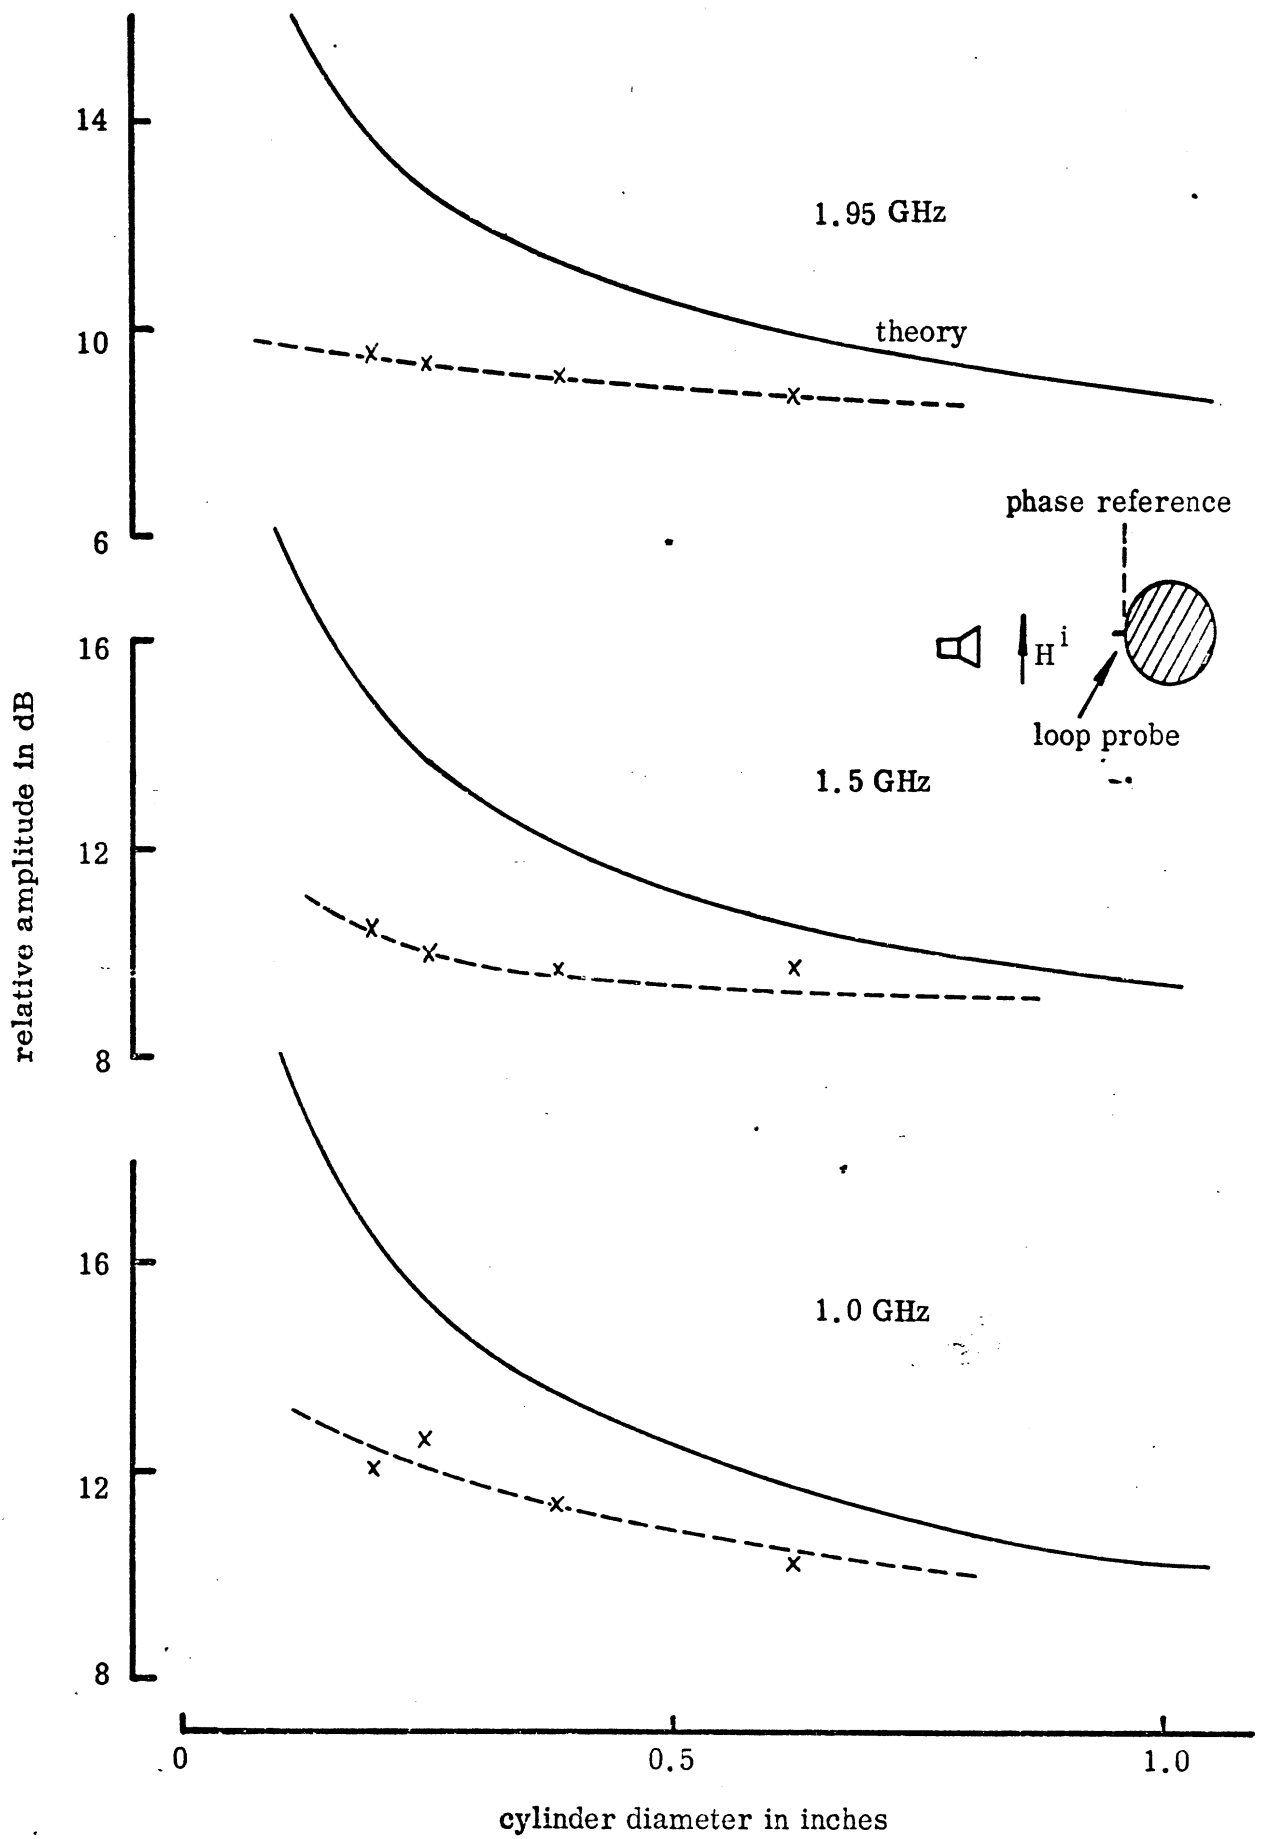 14
1.95 GHz
10
theory
6
phase reference
H i
loop probe
16
1.5 GHz
12
8
relative amplitude in dB
16
1.0 GHz
12
8
0
0.5
1.0
cylinder diameter in inches